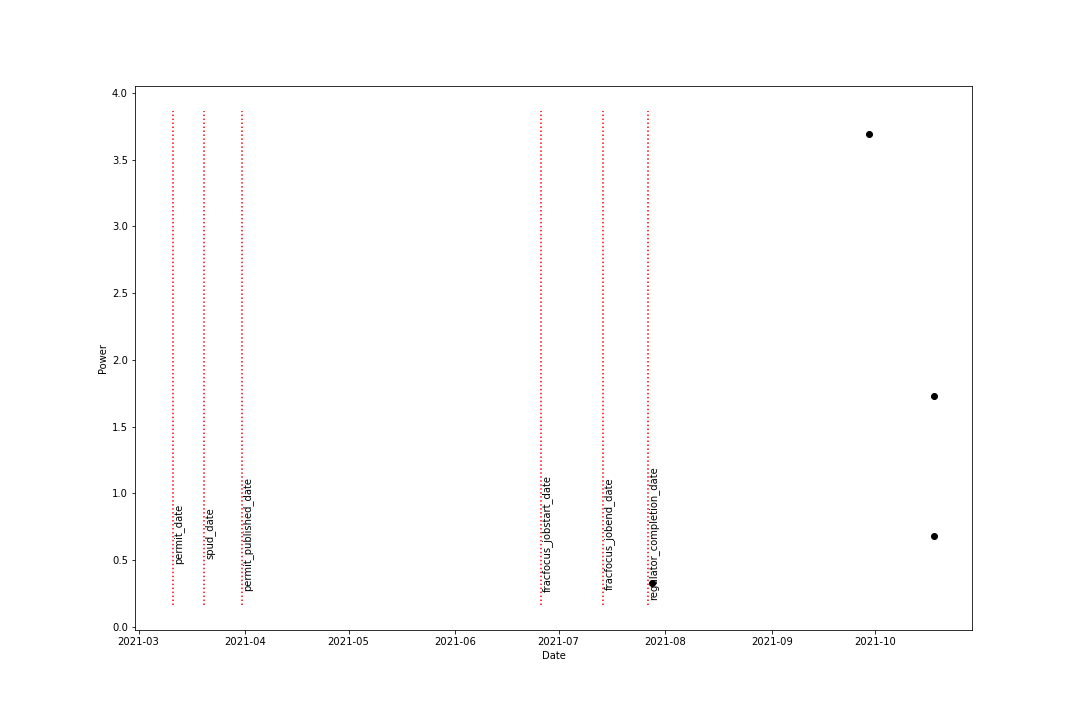 4.0
3.5
3.0
2.5
2.0
1.5
1.0
0.5
0.0
Power
permit_date
spud_date
permit_published_date
fracfocus_jobstart_date
fracfocus_jobend_date
regulator_completion_date
2021-03
2021-04
2021-05
2021-06
2021-07
2021-08
2021-09
2021-10
Date